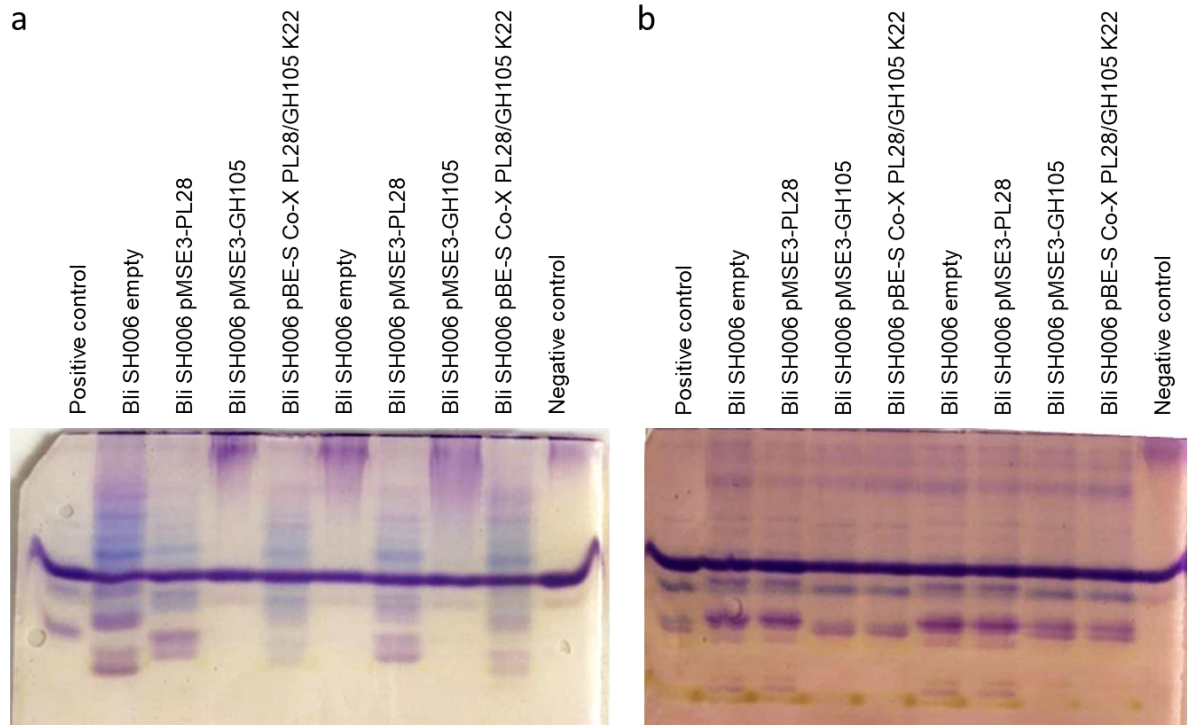 a
Positive control
Bli SH006 empty
Bli SH006 pMSE3-PL28
Bli SH006 pMSE3-GH105
Bli SH006 pBE-S Co-X PL28/GH105 K22
Bli SH006 empty
Bli SH006 pMSE3-PL28
Bli SH006 pMSE3-GH105
Bli SH006 pBE-S Co-X PL28/GH105 K22
Negative control
b
Positive control
Bli SH006 empty
Bli SH006 pMSE3-PL28
Bli SH006 pMSE3-GH105
Bli SH006 pBE-S Co-X PL28/GH105 K22
Bli SH006 empty
Bli SH006 pMSE3-PL28
Bli SH006 pMSE3-GH105
Bli SH006 pBE-S Co-X PL28/GH105 K22
Negative control